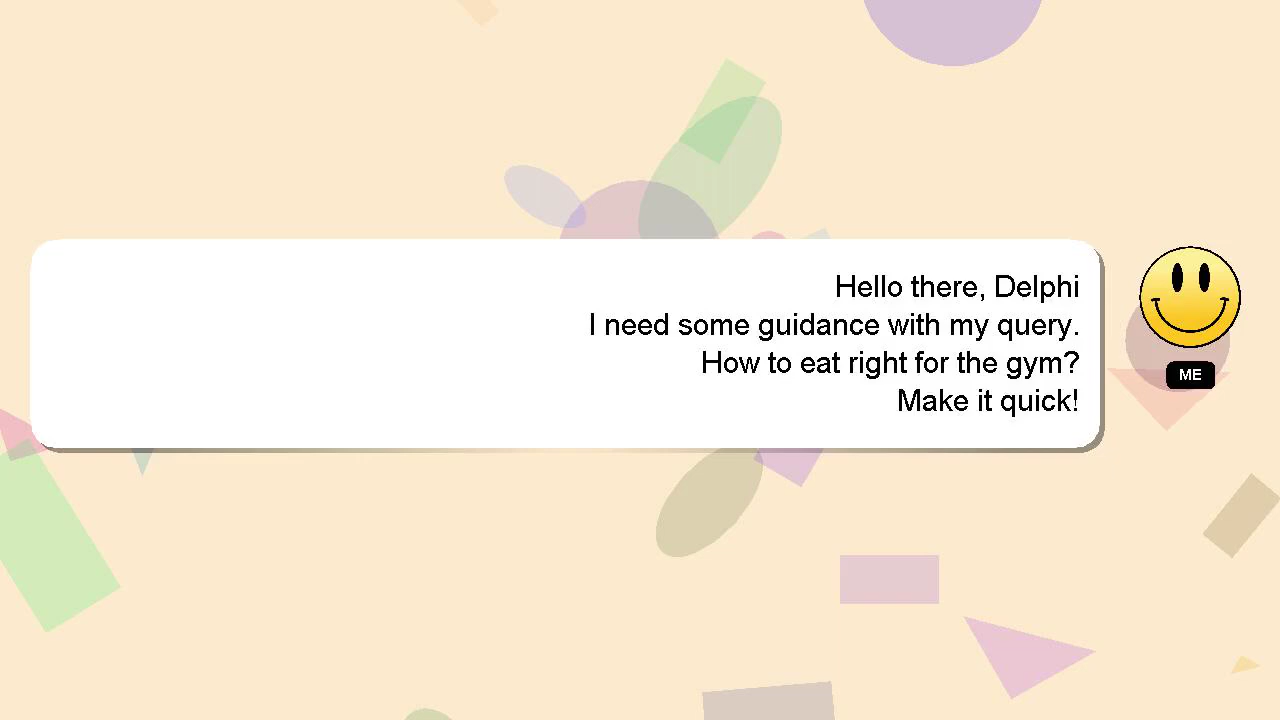 Hello there, Delphi
I need some guidance with my query.
How to eat right for the gym?
Make it quick!
ME